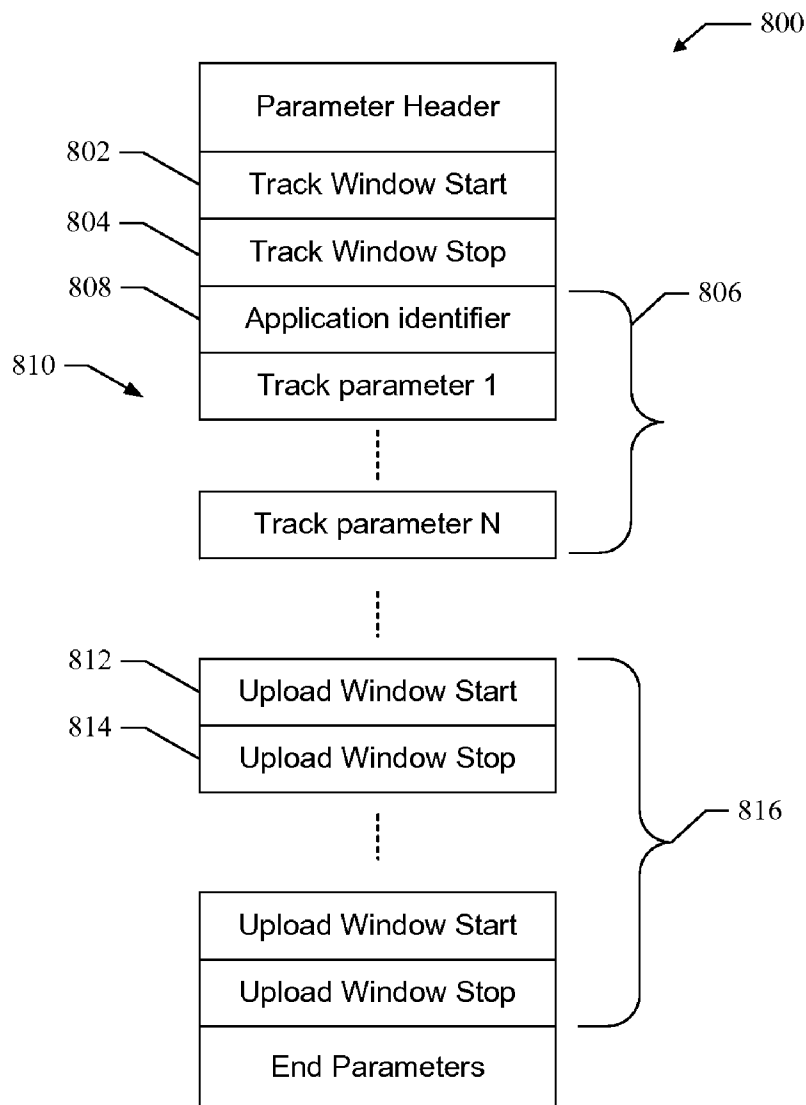 800
Parameter Header
802
Track Window Start
804
Track Window Stop
808
Application identifier
806
810
Track parameter 1
Track parameter N
812
Upload Window Start
814
Upload Window Stop
816
Upload Window Start
Upload Window Stop
End Parameters